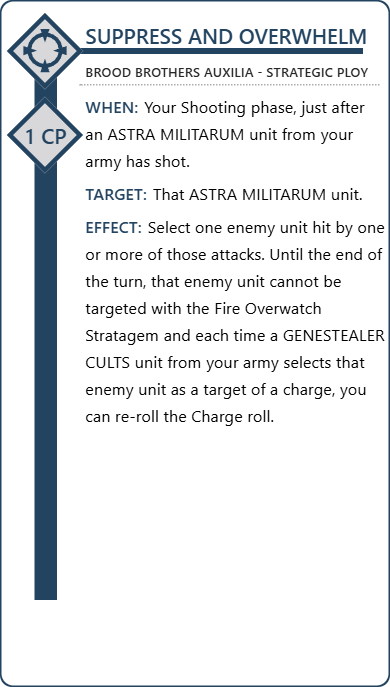 SUPPRESS AND OVERWHELM
BROOD BROTHERS AUXILIA - STRATEGIC PLOY
1 CP
WHEN: Your Shooting phase, just after
an ASTRA MILITARUM unit from your
army has shot.
TARGET: That ASTRA MILITARUM unit.
EFFECT: Select one enemy unit hit by one
or more of those attacks. Until the end of
the turn, that enemy unit cannot be
targeted with the Fire Overwatch
Stratagem and each time a GENESTEALER
CULTS unit from your army selects that
enemy unit as a target of a charge, you
can re-roll the Charge roll.